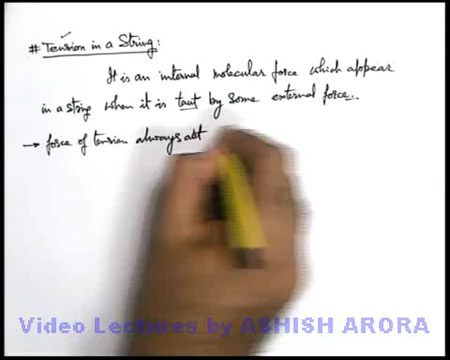 # Tension in a String:
It is an internal molecular force which appear
in a string when it is taut by some external force.
→ force of tension always act
Video Lectures by ASHISH ARORA